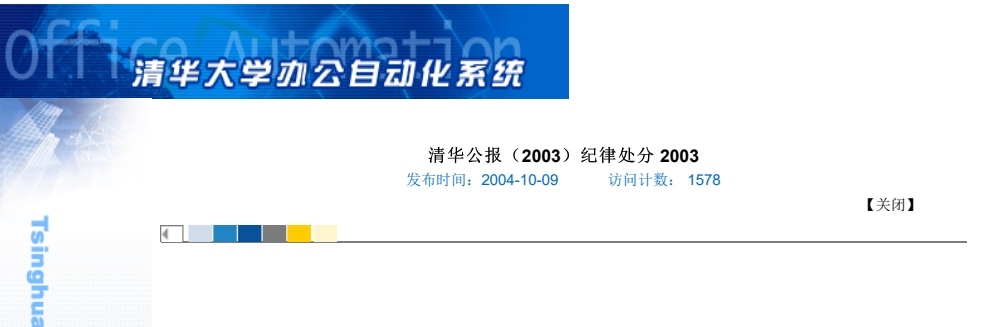 Office Automation
清华大学办公自动化系统
清华公报（2003）纪律处分 2003
发布时间：2004-10-09 访问计数： 1578
【关闭】
Tsinghua